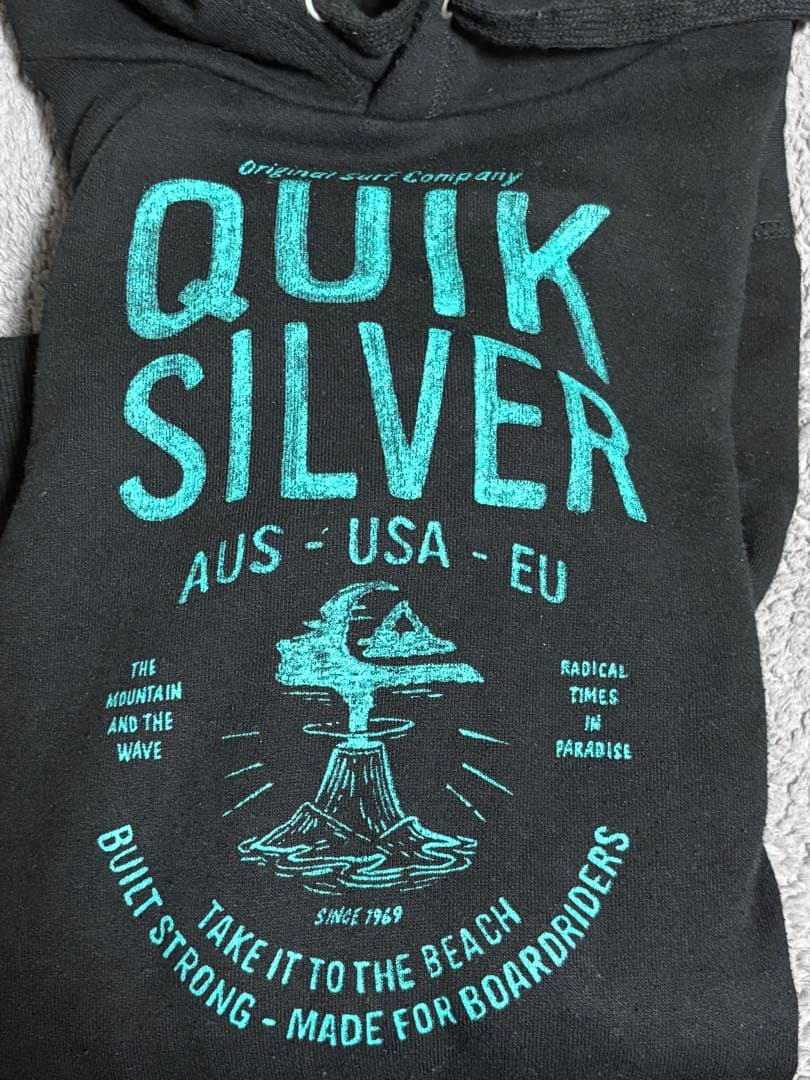 Original Surf Company
QUIK
SILVER
AUS - USA - EU
THE
MOUNTAIN
AND THE
WAVE
RADICAL
TIMES
IN
PARADISE
SINCE 1969
TAKE IT TO THE BEACH
BUILT STRONG - MADE FOR BOARDRIDERS